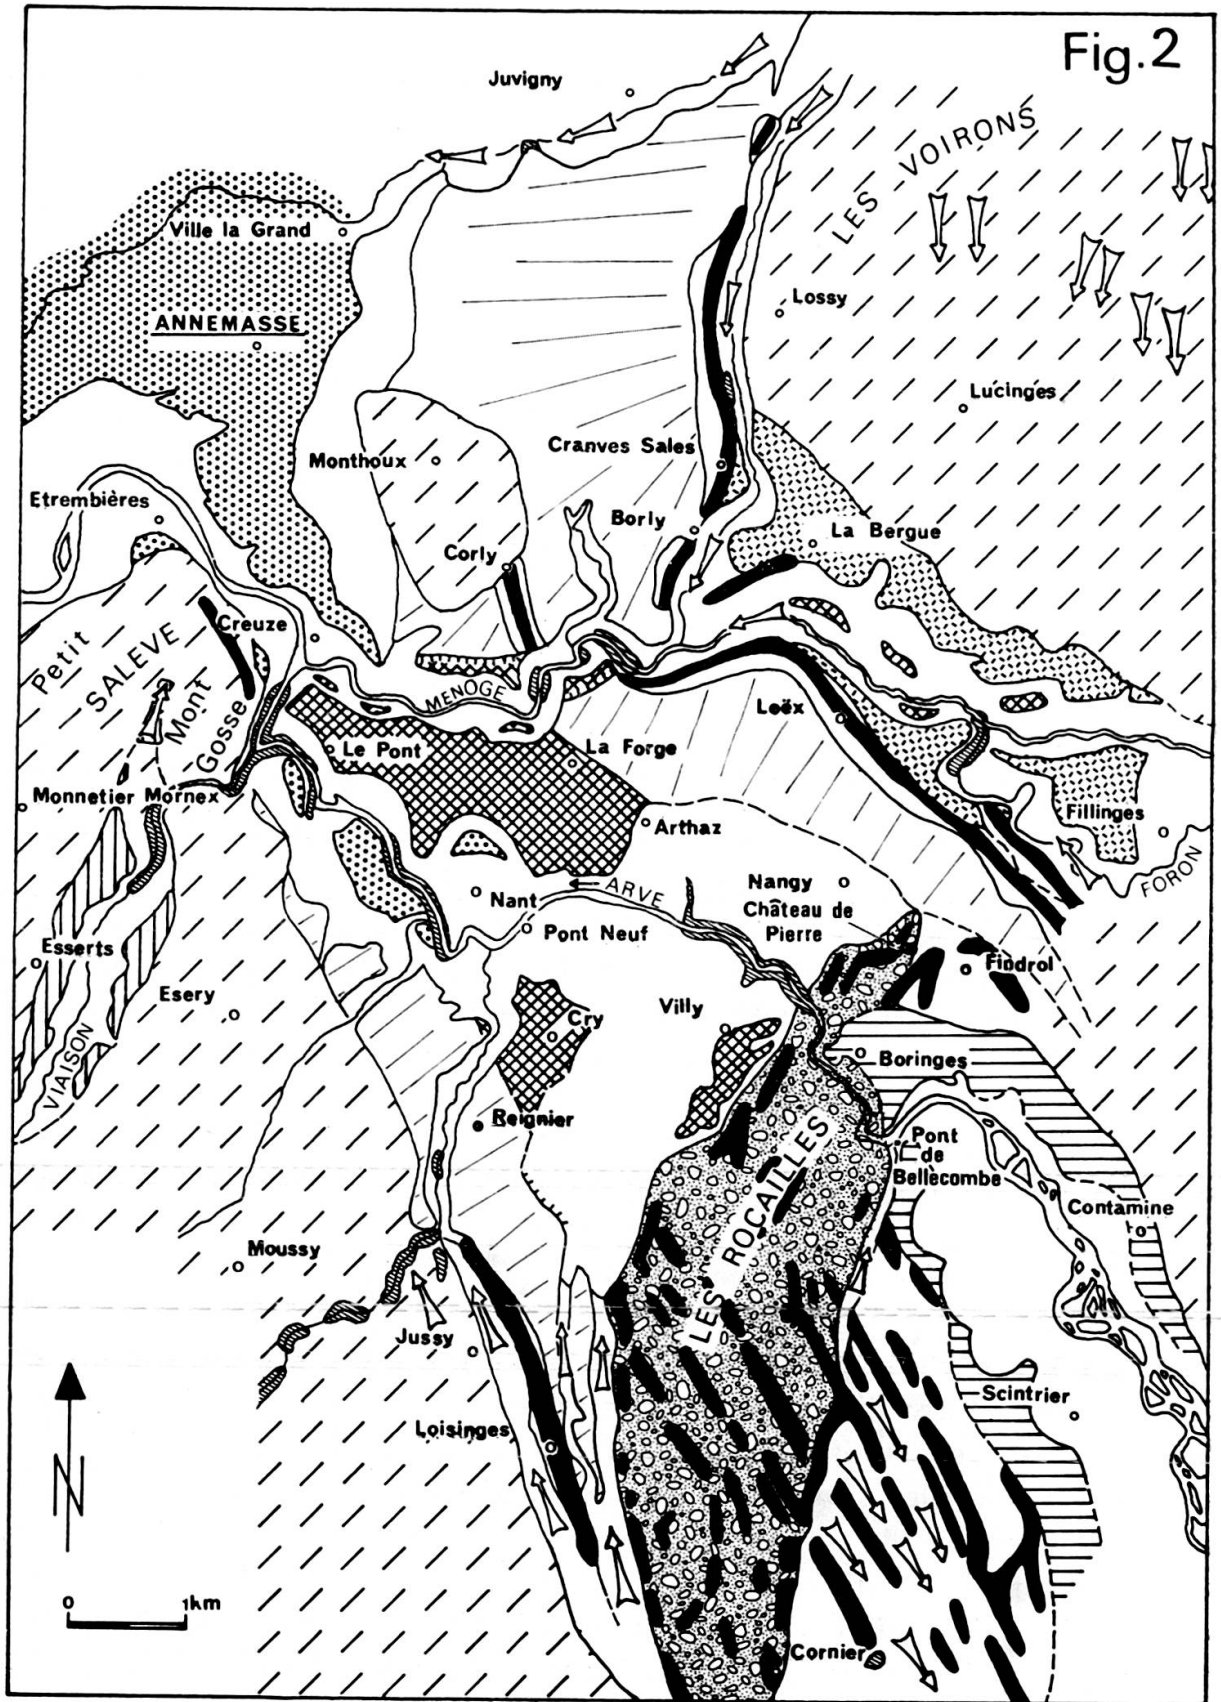 Fig.2
Juvigny
LES VOIRONS
Ville la Grand
ANNEMASSE
Lossy
Lucinges
Monthoux
Cranves Sales
Etrembières
Borly
La Bergue
Corly
Creuze
Petit
SALEVE
Mont
Gosse
MENOGE
Le Pont
La Forge
Loëx
Monnetier Mornex
Arthaz
Fillinges
FORON
Nant
ARVE
Nangy
Château de
Pierre
Pont Neuf
Esserts
Findrol
Esery
Villy
Cry
VIAISON
Boringes
Reignier
Pont
de
Bellecombe
LES ROCAILLES
Contamine
Moussy
Jussy
Scintrier
Loisinges
N
0 1km
Cornier